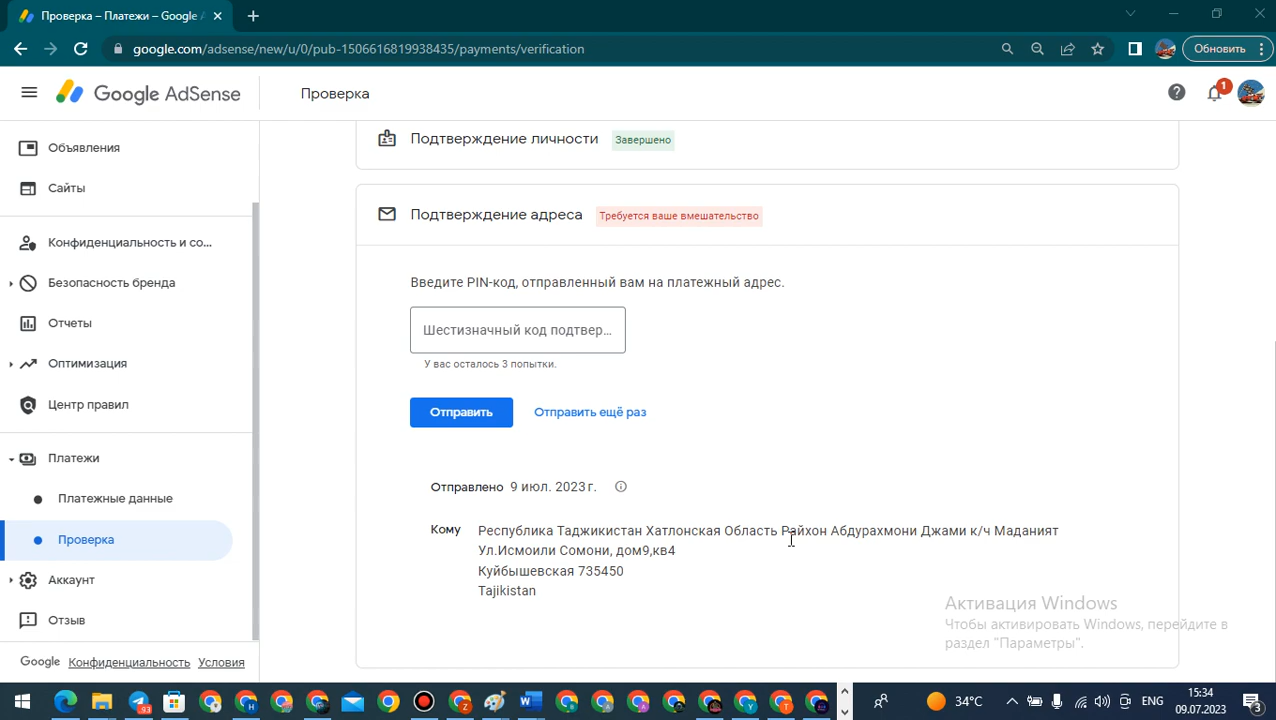 Проверка – Платежи – Google A
google.com/adsense/new/u/0/pub-1506616819938435/payments/verification
Обновить
Google AdSense
Проверка
1
Объявления
Сайты
Конфиденциальность и со...
Безопасность бренда
Отчеты
Оптимизация
Центр правил
Платежи
Платежные данные
Проверка
Аккаунт
Отзыв
Google Конфиденциальность Условия
Подтверждение личности Завершено
Подтверждение адреса Требуется ваше вмешательство
Введите PIN-код, отправленный вам на платежный адрес.
Шестизначный код подтвер...
У вас осталось 3 попытки.
Отправить Отправить ещё раз
Отправлено 9 июл. 2023 г.
Кому Республика Таджикистан Хатлонская Область Райхон Абдурахмони Джами к/ч Маданият
Ул.Исмоили Сомони, дом9,кв4
Куйбышевская 735450
Tajikistan
Активация Windows
Чтобы активировать Windows, перейдите в
раздел "Параметры".
34°C
ENG
15:34
09.07.2023
3